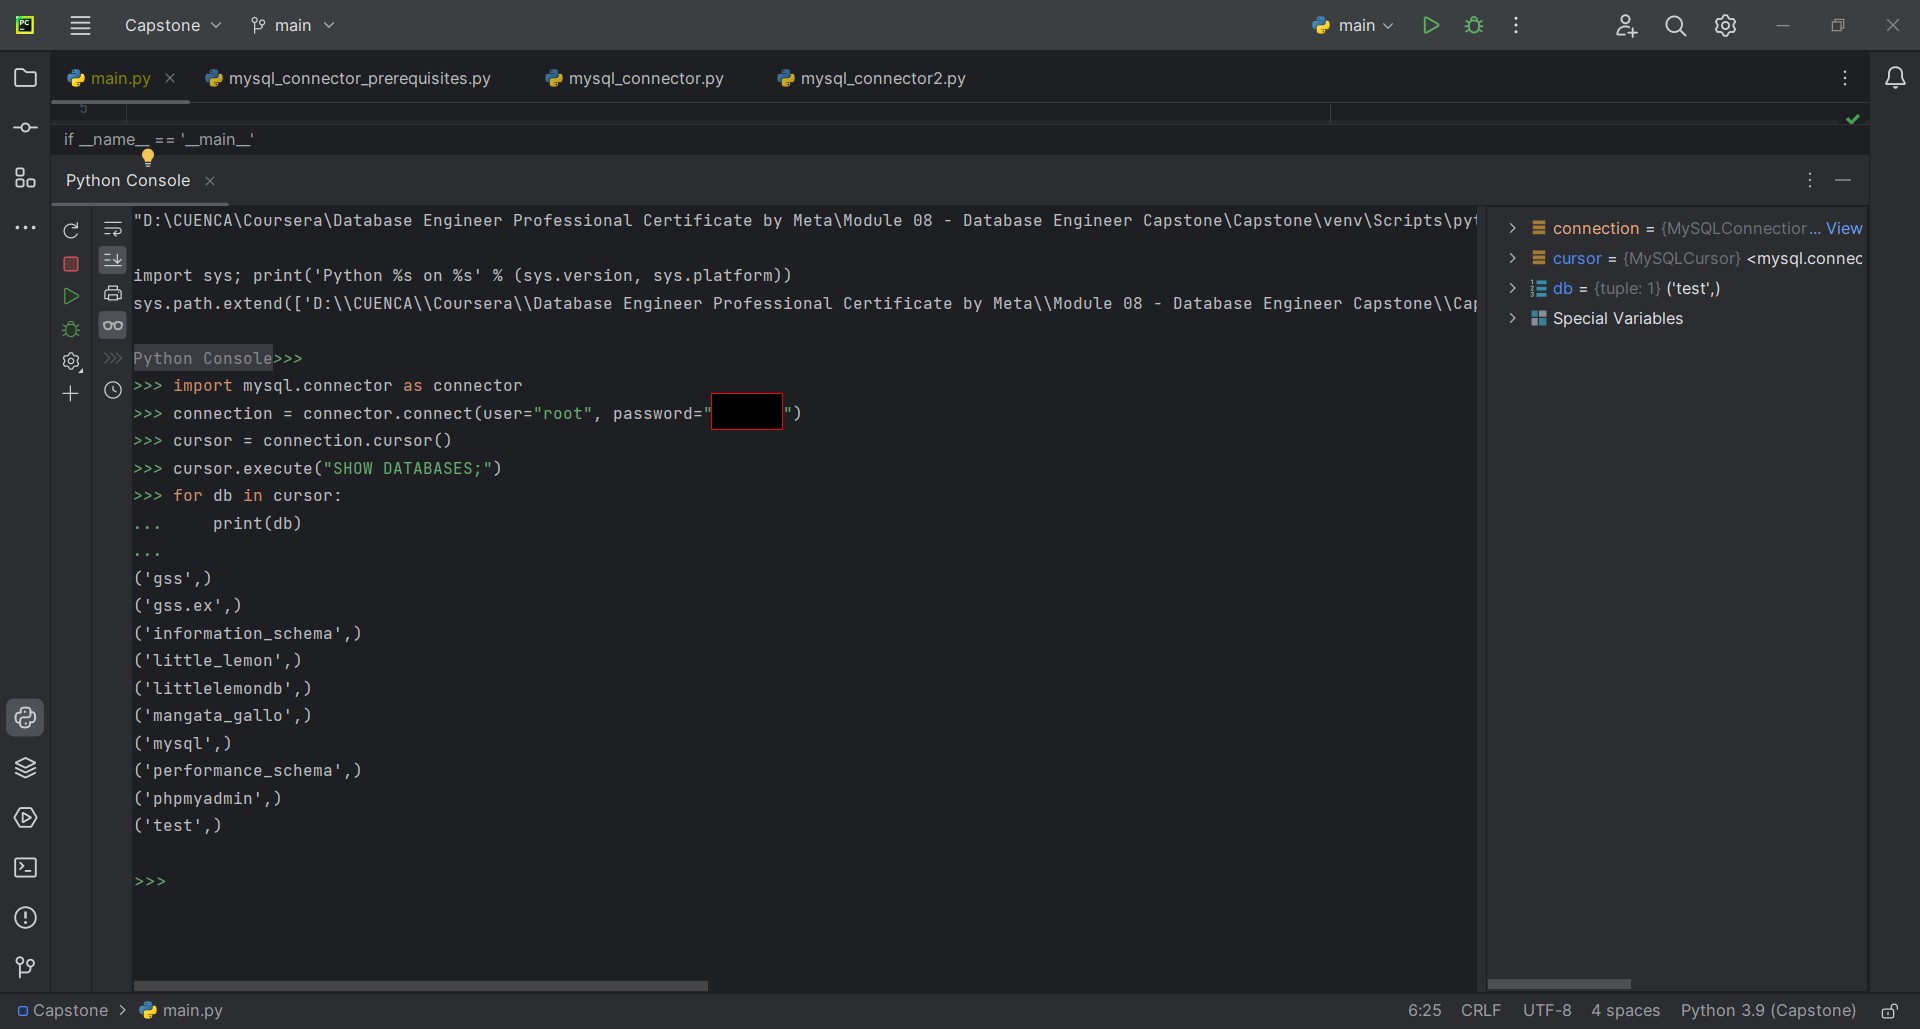 PC
Capstone
main
main
main.py
mysql_connector_prerequisites.py
mysql_connector.py
mysql_connector2.py
5
if __name__ == '__main__'
Python Console
"D:\CUENCA\Coursera\Database Engineer Professional Certificate by Meta\Module 08 - Database Engineer Capstone\Capstone\venv\Scripts\pyt
import sys; print('Python %s on %s' % (sys.version, sys.platform))
sys.path.extend(['D:\\CUENCA\\Coursera\\Database Engineer Professional Certificate by Meta\\Module 08 - Database Engineer Capstone\\Cap
Python Console>>>
>>> import mysql.connector as connector
>>> connection = connector.connect(user="root", password="")
>>> cursor = connection.cursor()
>>> cursor.execute("SHOW DATABASES;")
>>> for db in cursor:
...     print(db)
...
('gss',)
('gss.ex',)
('information_schema',)
('little_lemon',)
('littlelemondb',)
('mangata_gallo',)
('mysql',)
('performance_schema',)
('phpmyadmin',)
('test',)
>>>
connection = {MySQLConnection... View
cursor = {MySQLCursor} <mysql.connec
db = {tuple: 1} ('test',)
Special Variables
Capstone > main.py
6:25
CRLF
UTF-8
4 spaces
Python 3.9 (Capstone)